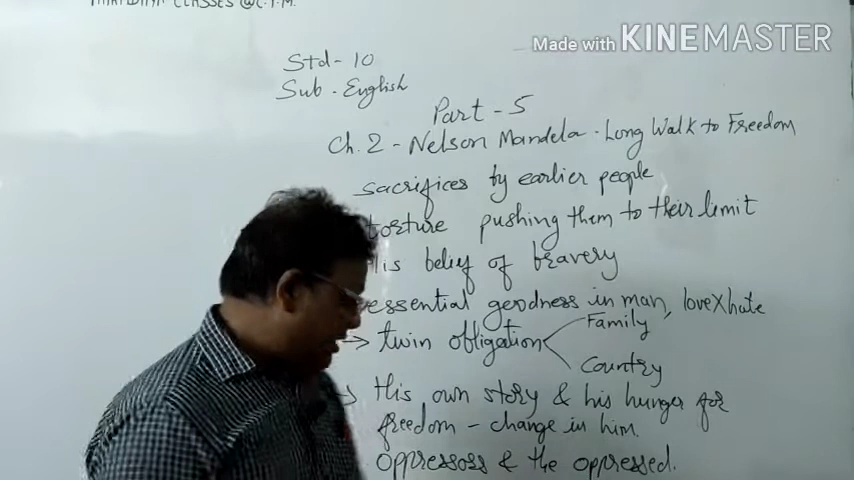 CLASSES @C.T.M.
Made with KINEMASTER
Std- 10
Sub - English
Part - 5
Ch. 2 - Nelson Mandela - Long Walk to Freedom
sacrifices by earlier people
torture pushing them to their limit
His belief of bravery
essential goodness in man, love X hate
→ twin obligation Family
Country
His own story & his hunger for
freedom - change in him.
oppressors & the oppressed.